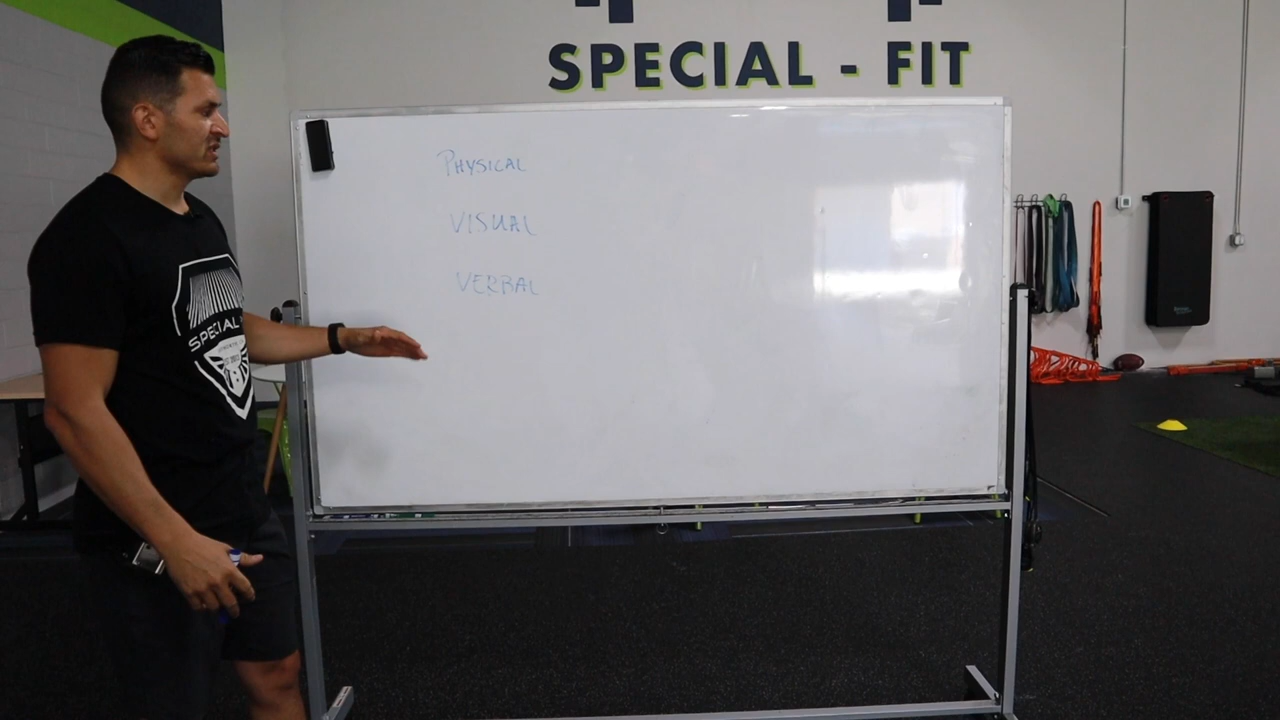 SPECIAL - FIT
PHYSICAL
VISUAL
VERBAL
SPECIAL